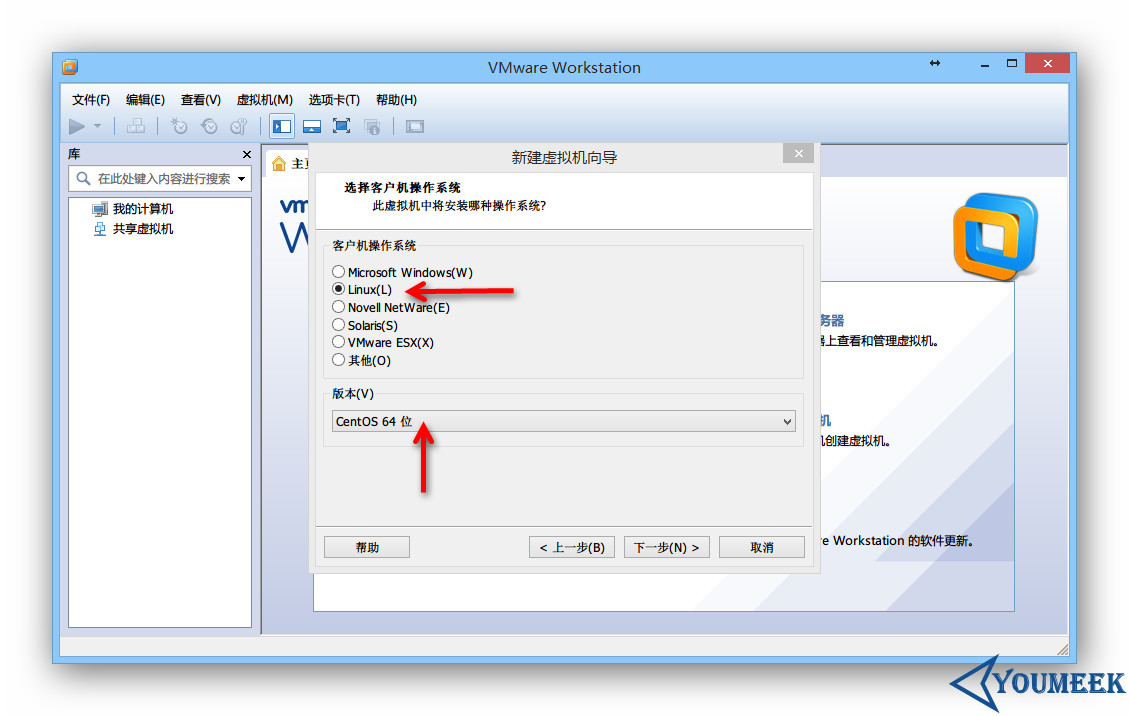 VMware Workstation
文件(F) 编辑(E) 查看(V) 虚拟机(M) 选项卡(T) 帮助(H)
库
在此处键入内容进行搜索
我的计算机
共享虚拟机
主
vm
W
新建虚拟机向导
选择客户机操作系统
此虚拟机中将安装哪种操作系统?
客户机操作系统
Microsoft Windows(W)
Linux(L)
Novell NetWare(E)
Solaris(S)
VMware ESX(X)
其他(O)
版本(V)
CentOS 64 位
帮助 < 上一步(B) 下一步(N) > 取消
务器
器上查看和管理虚拟机。
机
机创建虚拟机。
re Workstation 的软件更新。
YOUMEEK